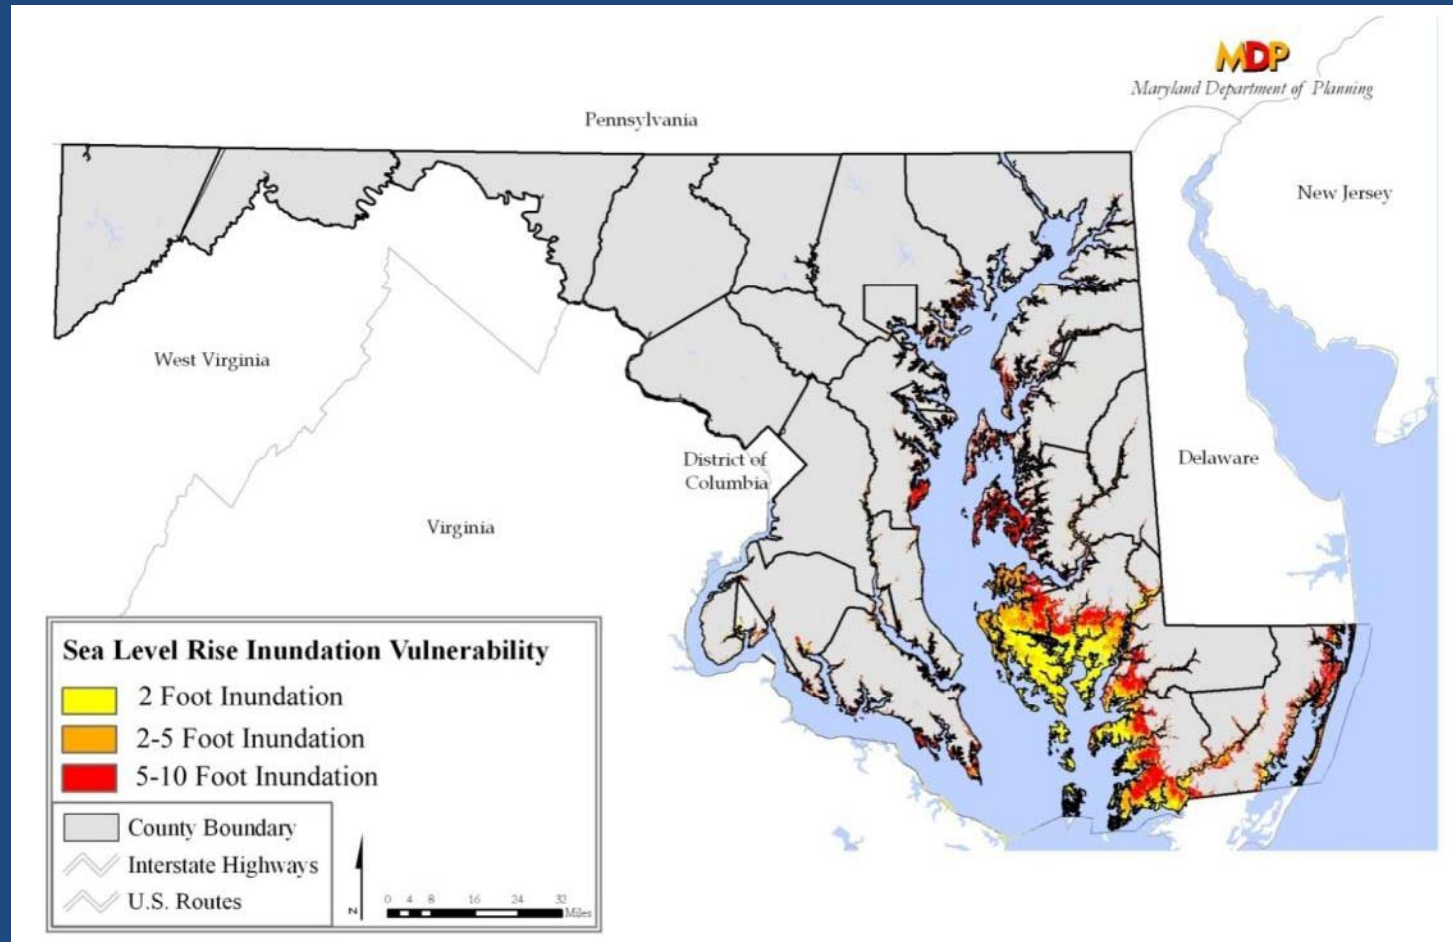 MDP
Maryland Department of Planning
Pennsylvania
New Jersey
West Virginia
Delaware
District of
Columbia
Virginia
Sea Level Rise Inundation Vulnerability
2 Foot Inundation
2-5 Foot Inundation
5-10 Foot Inundation
County Boundary
Interstate Highways
U.S. Routes
N
0 4 8 16 24 32
Miles